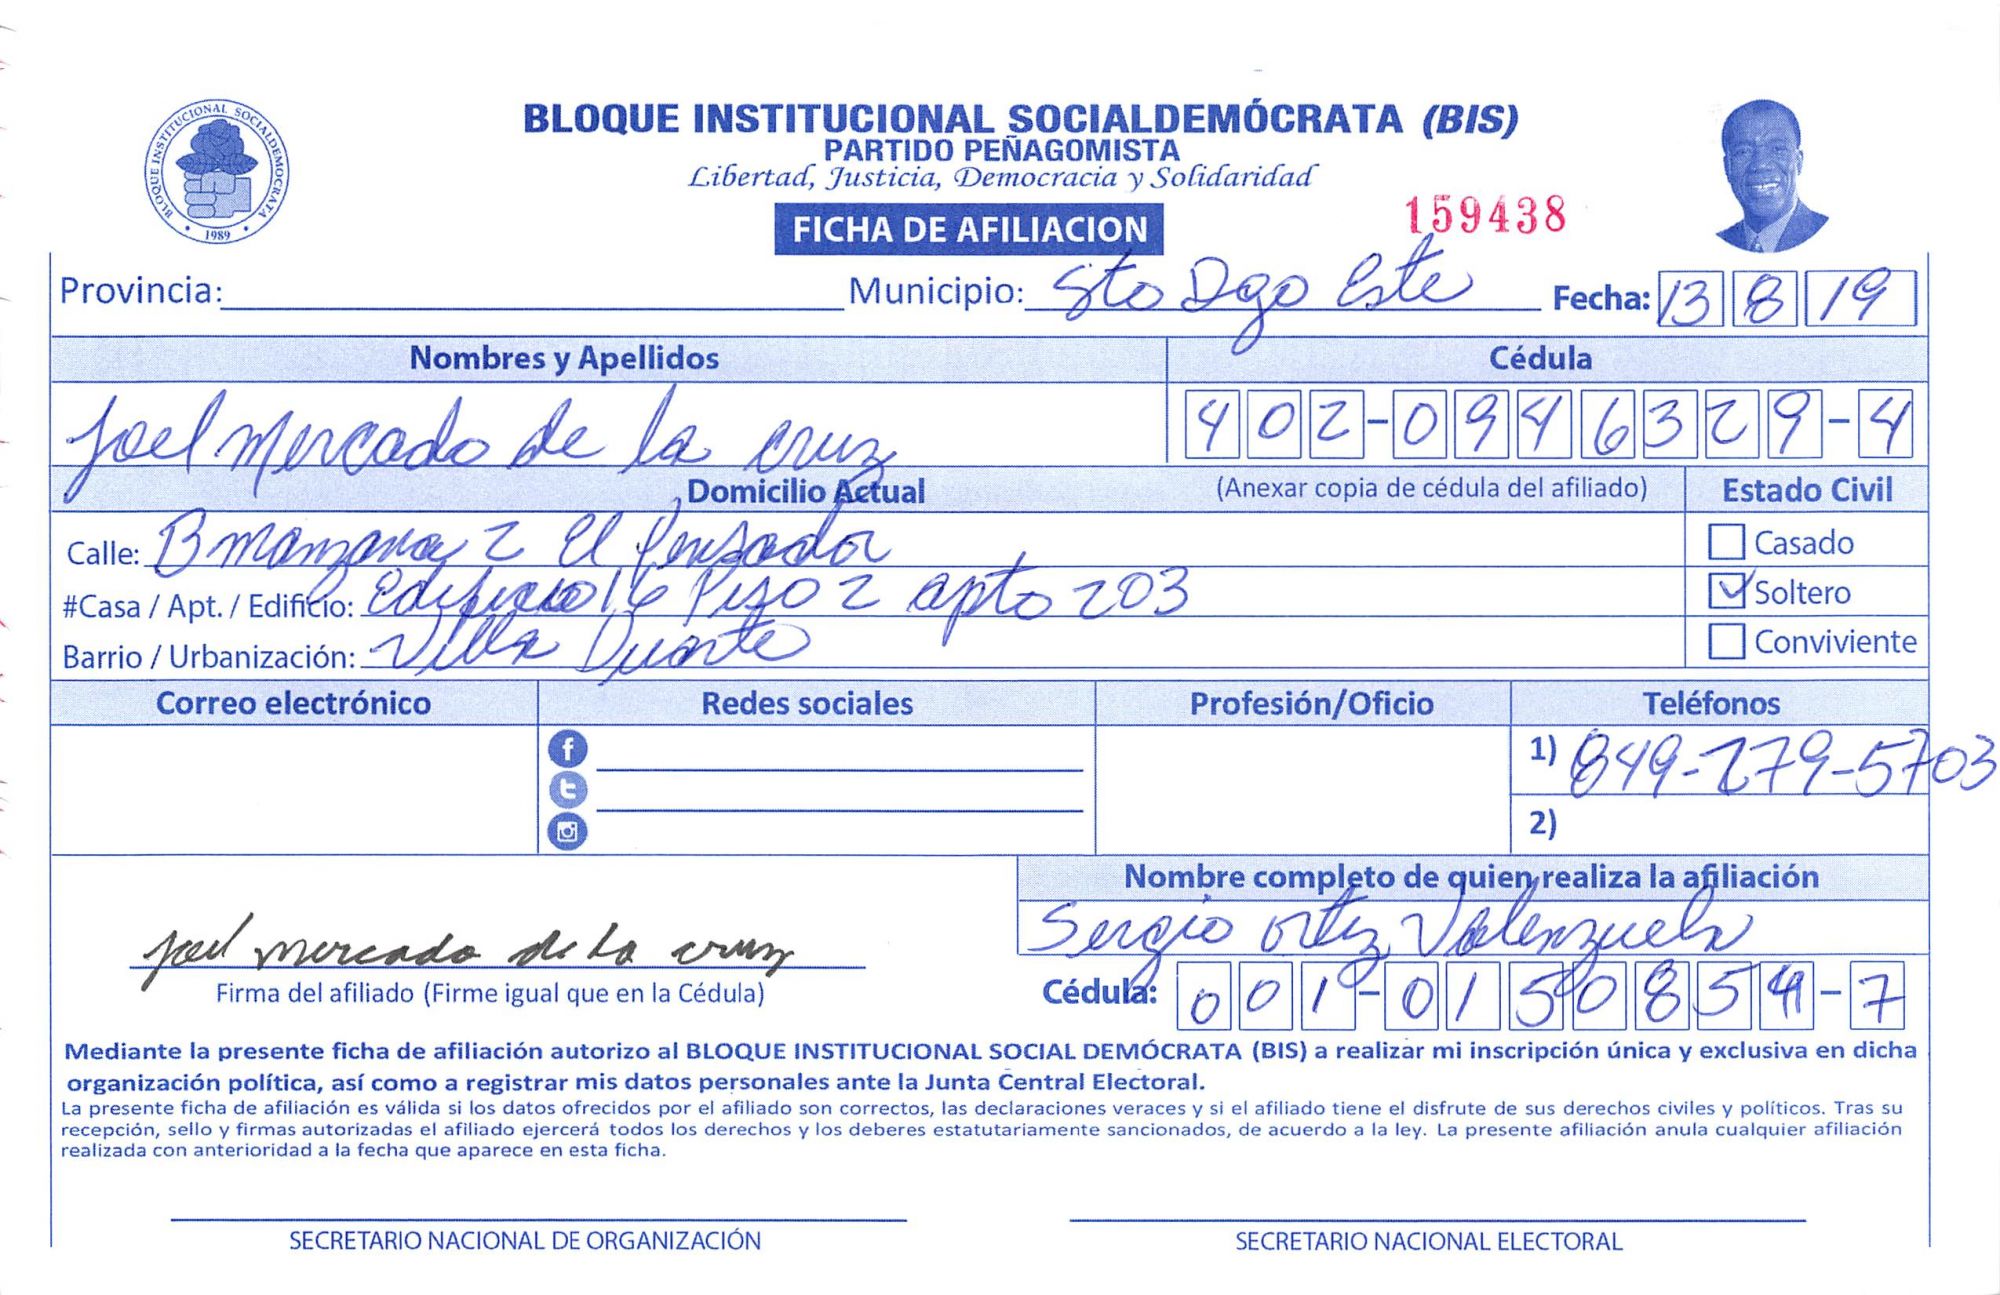 BLOQUE INSTITUCIONAL SOCIALDEMÓCRATA (BIS)
PARTIDO PEÑAGOMISTA
Libertad, Justicia, Democracia y Solidaridad
BLOQUE INSTITUCIONAL SOCIALDEMOCRATA
1989
FICHA DE AFILIACION
159438
Provincia: Municipio: Sto Dgo Este Fecha: 13 8 19
Nombres y Apellidos Cédula
Joel Mercado de la cruz 402-0946329-4
Domicilio Actual (Anexar copia de cédula del afiliado) Estado Civil
Calle: B manzana 2 El Pensador Casado
#Casa / Apt. / Edificio: Edificio 16 Piso 2 apto 203 Soltero
Barrio / Urbanización: Villa Duarte Conviviente
Correo electrónico Redes sociales Profesión/Oficio Teléfonos
1) 849-279-5703
2)
Nombre completo de quien realiza la afiliación
Sergio Ortiz Valenzuela
Joel mercado de la cruz
Firma del afiliado (Firme igual que en la Cédula) Cédula: 001-0150854-7
Mediante la presente ficha de afiliación autorizo al BLOQUE INSTITUCIONAL SOCIAL DEMÓCRATA (BIS) a realizar mi inscripción única y exclusiva en dicha
organización política, así como a registrar mis datos personales ante la Junta Central Electoral.
La presente ficha de afiliación es válida si los datos ofrecidos por el afiliado son correctos, las declaraciones veraces y si el afiliado tiene el disfrute de sus derechos civiles y políticos. Tras su
recepción, sello y firmas autorizadas el afiliado ejercerá todos los derechos y los deberes estatutariamente sancionados, de acuerdo a la ley. La presente afiliación anula cualquier afiliación
realizada con anterioridad a la fecha que aparece en esta ficha.
SECRETARIO NACIONAL DE ORGANIZACIÓN SECRETARIO NACIONAL ELECTORAL